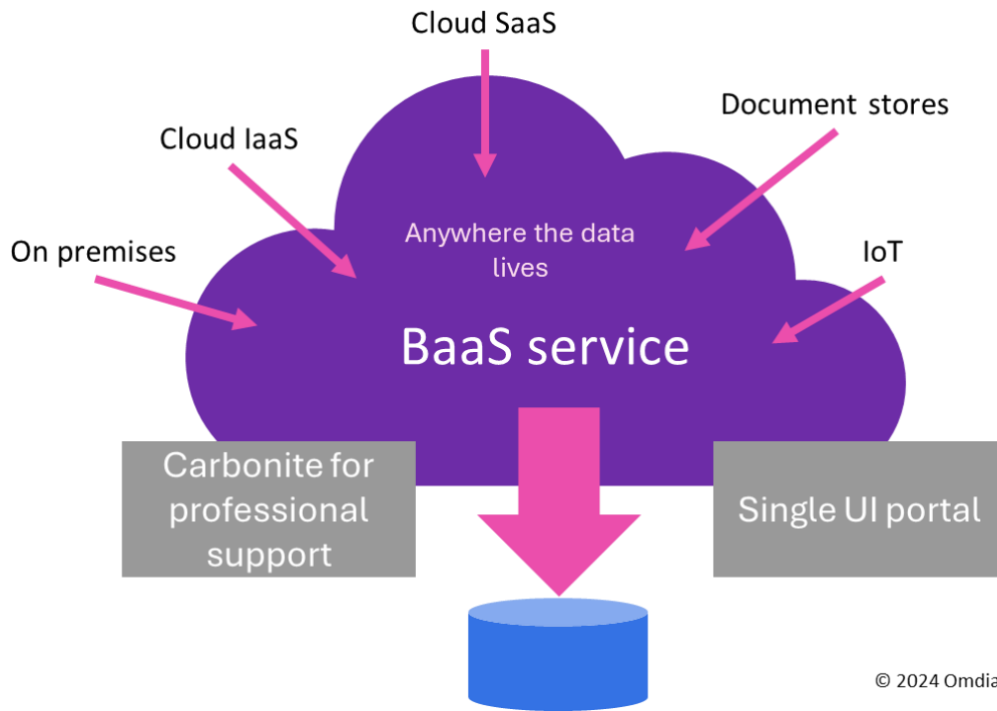 Cloud SaaS
Document stores
Cloud IaaS
On premises
IoT
Anywhere the data
lives
BaaS service
Carbonite for
professional
support
Single UI portal
© 2024 Omdia